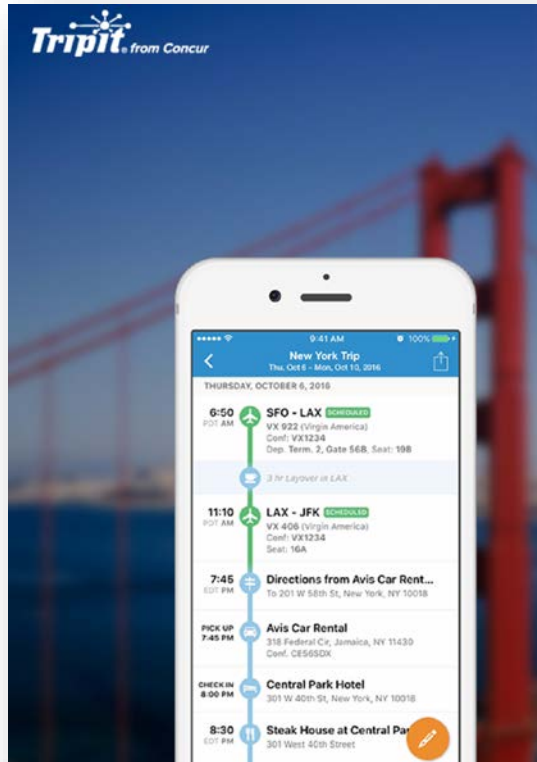 Tripit® from Concur
9:41 AM 100%
New York Trip
Thu, Oct 6 - Mon, Oct 10, 2016
THURSDAY, OCTOBER 6, 2016
6:50 SFO - LAX SCHEDULED
PDT AM VX 922 (Virgin America)
Conf: VX1234
Dep. Term. 2, Gate 56B, Seat: 19B
3 hr Layover in LAX
11:10 LAX - JFK SCHEDULED
PDT AM VX 406 (Virgin America)
Conf: VX1234
Seat: 16A
7:45 Directions from Avis Car Rent...
EDT PM To 201 W 58th St, New York, NY 10018
PICK UP Avis Car Rental
7:45 PM 318 Federal Cir, Jamaica, NY 11430
Conf. CE565DX
CHECK IN Central Park Hotel
8:00 PM 301 W 40th St, New York, NY 10018
8:30 Steak House at Central
EDT PM 301 West 40th Street